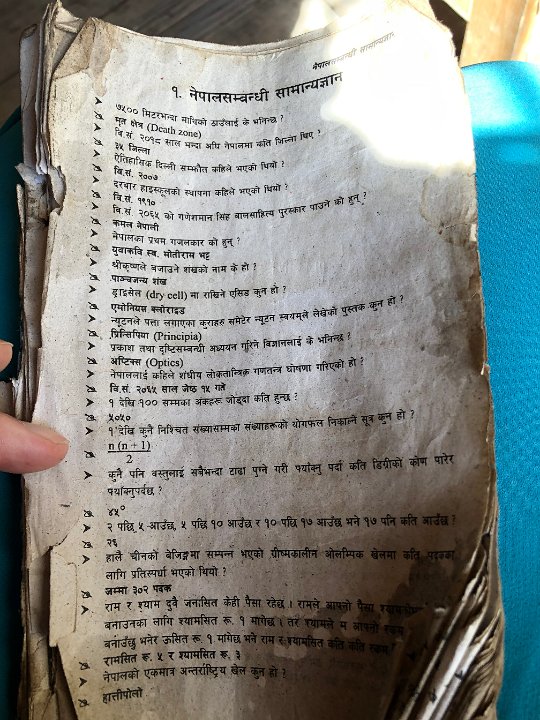 नेपालसम्बन्धी सामान्यज्ञान
१. नेपालसम्बन्धी सामान्यज्ञान
➤ ७५०० मिटरभन्दा माथिको ठाउँलाई के भनिन्छ ?
मृत क्षेत्र (Death zone)
➤ वि.सं. २०१८ साल भन्दा अघि नेपालमा कति जिल्ला थिए ?
३५ जिल्ला
➤ ऐतिहासिक दिल्ली सम्झौता कहिले भएको थियो ?
वि.सं. २००७
➤ दरबार हाइस्कूलको स्थापना कहिले भएको थियो ?
वि.सं. १९१०
➤ वि.सं. २०६५ को गणेशमान सिंह बालसाहित्य पुरस्कार पाउने को हुन् ?
कमल नेपाली
➤ नेपालका प्रथम गजलकार को हुन् ?
युवाकवि स्व. मोतीराम भट्ट
➤ श्रीकृष्णले बजाउने शंखको नाम के हो ?
पाञ्चजन्य शंख
➤ ड्राइसेल (dry cell) मा राखिने एसिड कुन हो ?
एमोनियम क्लोराइड
➤ न्यूटनले पत्ता लगाएका कुराहरु समेटेर न्यूटन स्वयम्ले लेखेको पुस्तक कुन हो ?
प्रिन्सिपिया (Principia)
➤ प्रकाश तथा दृष्टिसम्बन्धी अध्ययन गरिने विज्ञानलाई के भनिन्छ ?
अप्टिक्स (Optics)
➤ नेपाललाई कहिले संघीय लोकतान्त्रिक गणतन्त्र घोषणा गरिएको हो ?
वि.सं. २०६५ साल जेठ १५ गते
➤ १ देखि १०० सम्मका अंकहरू जोड्दा कति हुन्छ ?
५०५०
➤ १ देखि कुनै निश्चित संख्यासम्मका संख्याहरूको योगफल निकाल्ने सूत्र कुन हो ?
n (n + 1)
2
➤ कुनै पनि वस्तुलाई सबैभन्दा टाढा पुग्ने गरी फ्याँक्नु पर्दा कति डिग्रीको कोण पारेर
फ्याँक्नुपर्दछ ?
४५°
➤ २ पछि ५ आउँछ, ५ पछि १० आउँछ र १० पछि १७ आउँछ भने १७ पनि कति आउँछ ?
२६
➤ हालै चीनको बेजिङ्गमा सम्पन्न भएको ग्रीष्मकालीन ओलम्पिक खेलमा कति पदकका
लागि प्रतिस्पर्धा भएको थियो ?
जम्मा ३०२ पदक
➤ राम र श्याम दुवै जनासित केही पैसा रहेछ । रामले आफ्नो पैसा
बनाउनका लागि श्यामसित रू. १ मागेछ । तर श्यामले म आफ्नो रकम
बनाउँछु भनेर ऊसित रू. १ मागेछ भने राम र श्यामसित कति कति रकम
रामसित रू. ५ र श्यामसित रू. ३
➤ नेपालको एकमात्र अन्तर्राष्ट्रिय खेल कुन हो ?
हात्तीपोलो